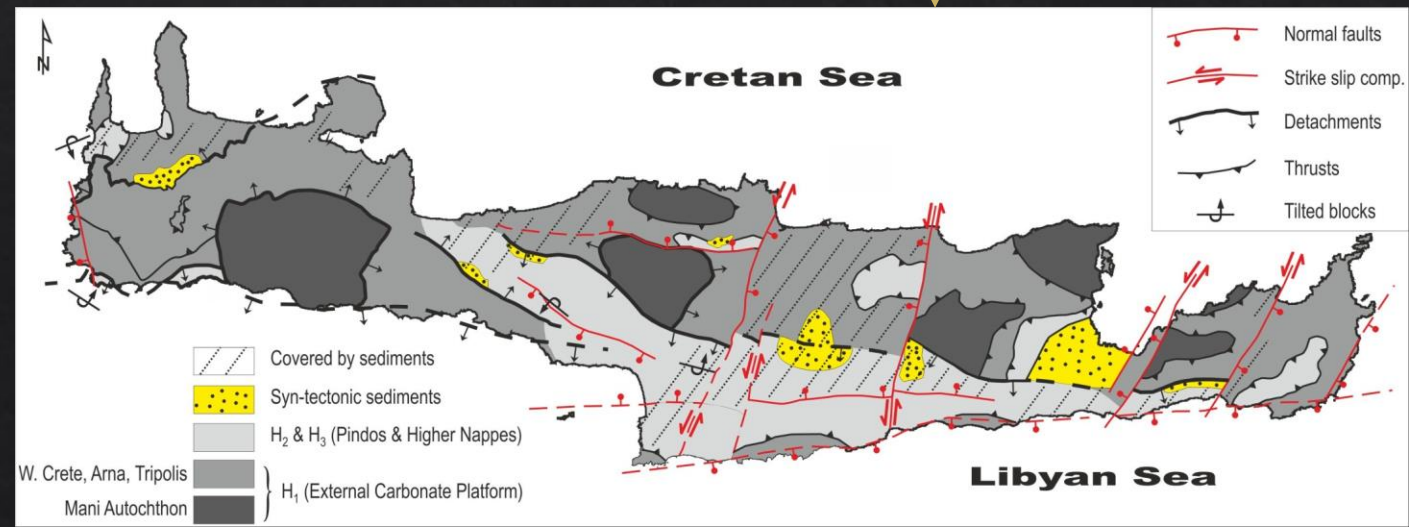 N
Cretan Sea
Normal faults
Strike slip comp.
Detachments
Thrusts
Tilted blocks
Covered by sediments
Syn-tectonic sediments
H₂ & H₃ (Pindos & Higher Nappes)
W. Crete, Arna, Tripolis
H₁ (External Carbonate Platform)
Mani Autochthon
Libyan Sea